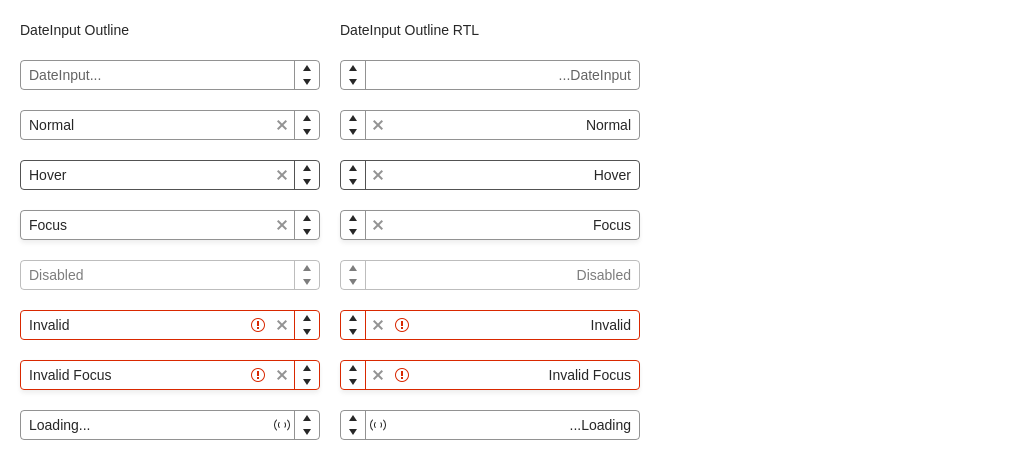 DateInput Outline
DateInput Outline RTL
DateInput...
...DateInput
Normal
Normal
Hover
Hover
Focus
Focus
Disabled
Disabled
Invalid
Invalid
Invalid Focus
Invalid Focus
Loading...
...Loading